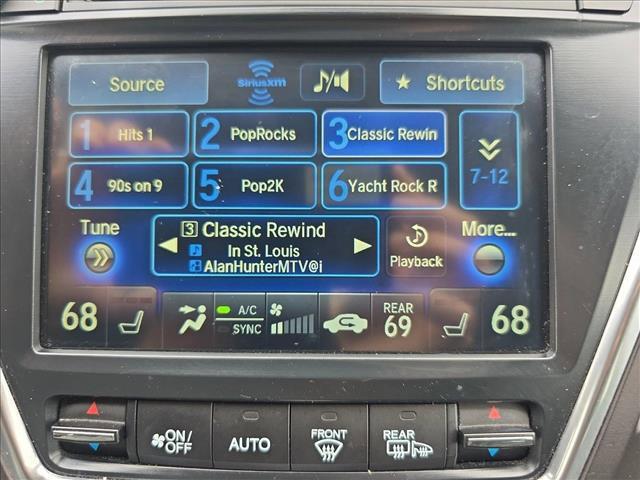 Source
SiriusXM
★ Shortcuts
1 Hits 1
2 PopRocks
3 Classic Rewin
4 90s on 9
5 Pop2K
6 Yacht Rock R
7-12
Tune
3 Classic Rewind
In St. Louis
AlanHunterMTV@i
Playback
More...
68
A/C
SYNC
REAR
69
68
ON/
OFF
AUTO
FRONT
REAR